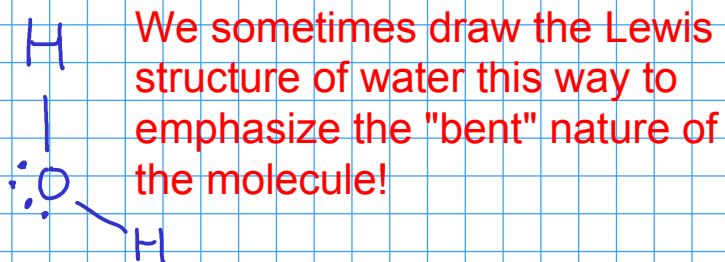 H
We sometimes draw the Lewis
structure of water this way to
emphasize the "bent" nature of
the molecule!
O
H